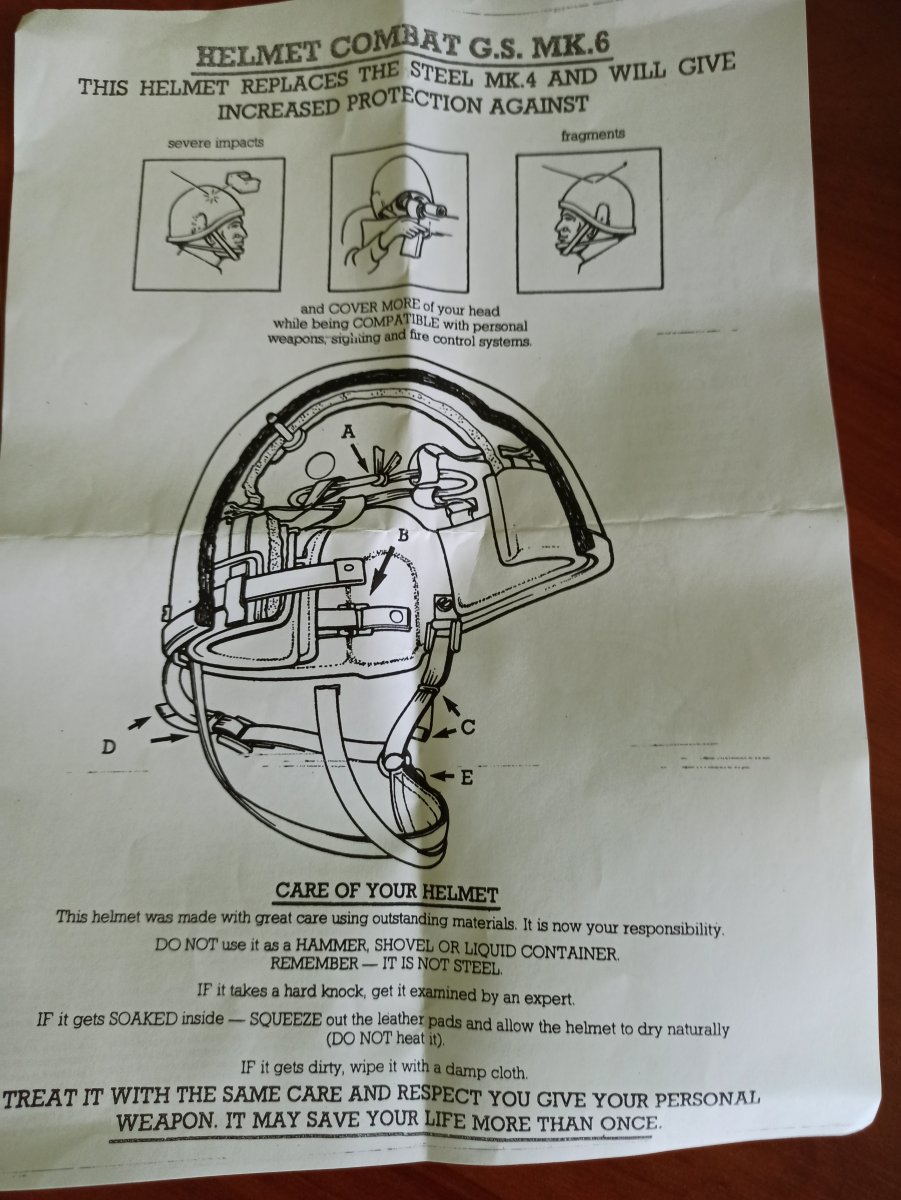 HELMET COMBAT G.S. MK.6
THIS HELMET REPLACES THE STEEL MK.4 AND WILL GIVE
INCREASED PROTECTION AGAINST
severe impacts
fragments
and COVER MORE of your head
while being COMPATIBLE with personal
weapons, sighting and fire control systems.
A
B
C
D
E
CARE OF YOUR HELMET
This helmet was made with great care using outstanding materials. It is now your responsibility.
DO NOT use it as a HAMMER, SHOVEL OR LIQUID CONTAINER.
REMEMBER — IT IS NOT STEEL.
IF it takes a hard knock, get it examined by an expert.
IF it gets SOAKED inside — SQUEEZE out the leather pads and allow the helmet to dry naturally
(DO NOT heat it).
IF it gets dirty, wipe it with a damp cloth.
TREAT IT WITH THE SAME CARE AND RESPECT YOU GIVE YOUR PERSONAL
WEAPON. IT MAY SAVE YOUR LIFE MORE THAN ONCE.